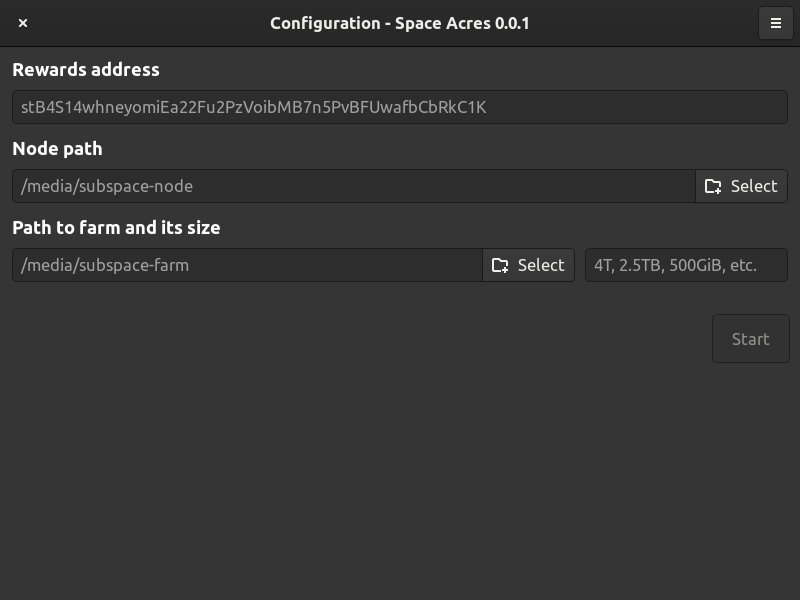 Configuration - Space Acres 0.0.1
Rewards address
stB4S14whneyomiEa22Fu2PzVoibMB7n5PvBFUwafbCbRkC1K
Node path
/media/subspace-node Select
Path to farm and its size
/media/subspace-farm Select 4T, 2.5TB, 500GiB, etc.
Start